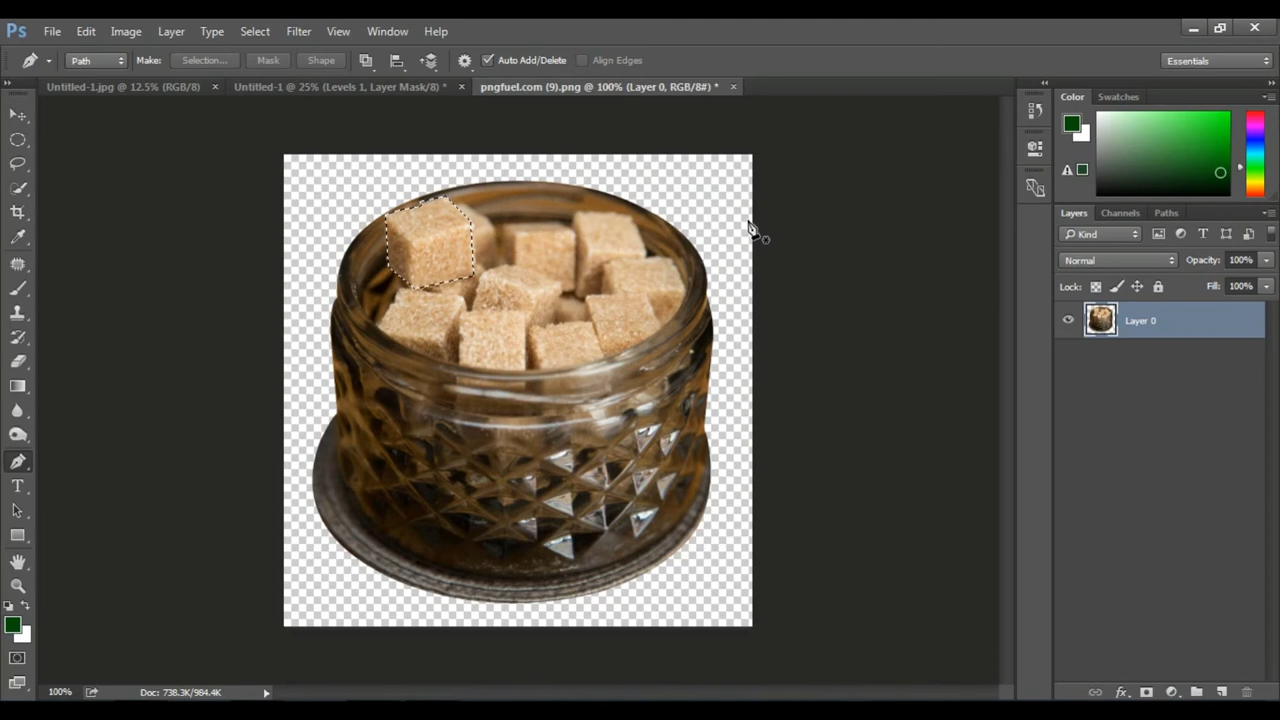 Ps File Edit Image Layer Type Select Filter View Window Help
Path Make: Selection... Mask Shape Auto Add/Delete Align Edges Essentials
Untitled-1.jpg @ 12.5% (RGB/8) Untitled-1 @ 25% (Levels 1, Layer Mask/8) * pngfuel.com (9).png @ 100% (Layer 0, RGB/8#) *
Color Swatches
Layers Channels Paths
Kind
Normal Opacity: 100%
Lock: Fill: 100%
Layer 0
T
100% Doc: 738.3K/984.4K
fx